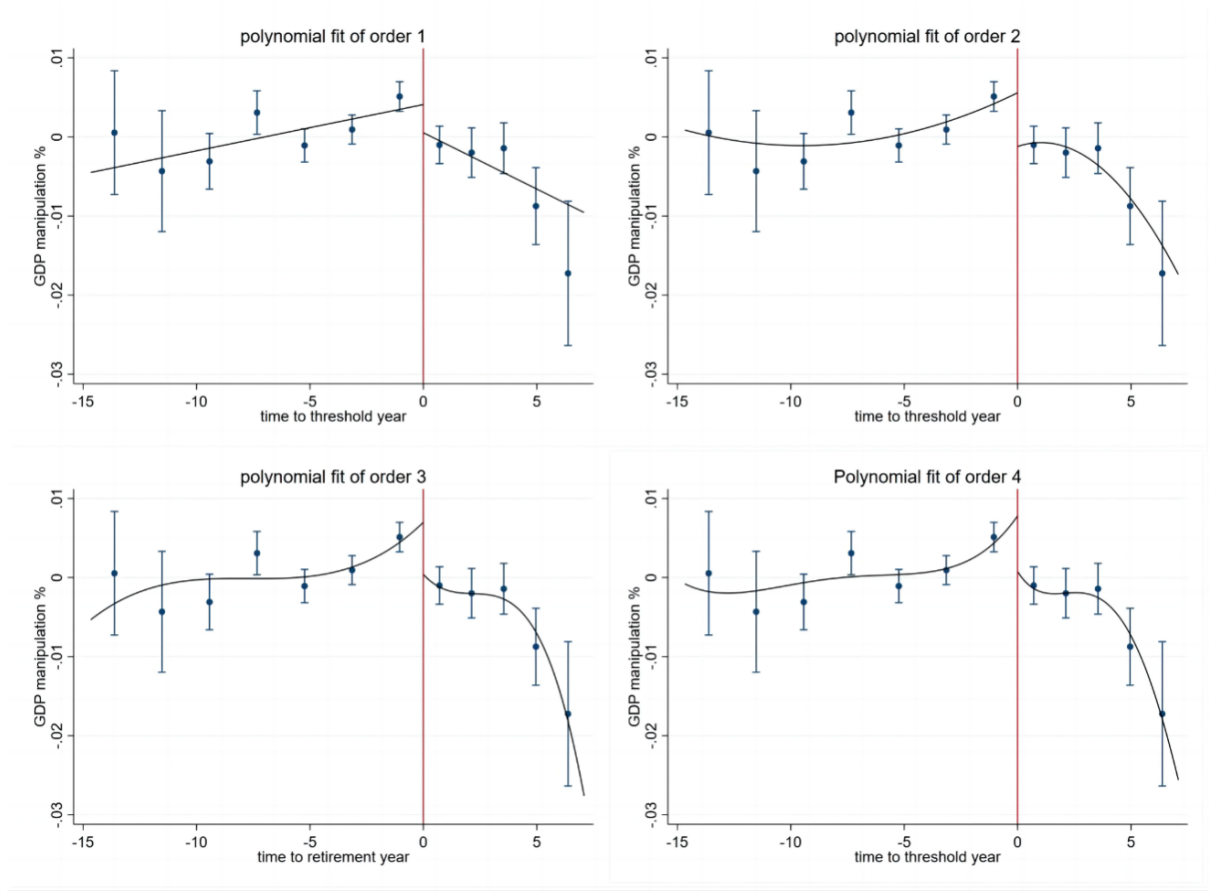 polynomial fit of order 1
.01
0
-.01
-.02
-.03
GDP manipulation %
-15 -10 -5 0 5
time to threshold year
polynomial fit of order 2
.01
0
-.01
-.02
-.03
GDP manipulation %
-15 -10 -5 0 5
time to threshold year
polynomial fit of order 3
.01
0
-.01
-.02
-.03
GDP manipulation %
-15 -10 -5 0 5
time to retirement year
Polynomial fit of order 4
.01
0
-.01
-.02
-.03
GDP manipulation %
-15 -10 -5 0 5
time to threshold year